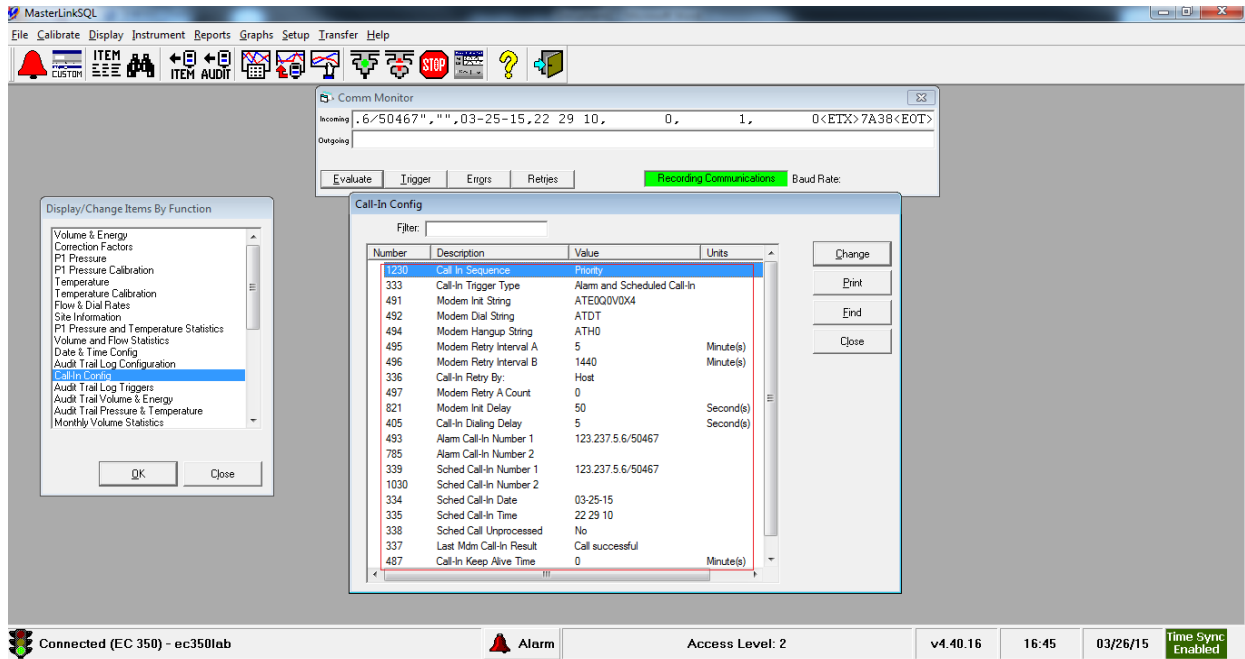 MasterLinkSQL
File Calibrate Display Instrument Reports Graphs Setup Transfer Help
CUSTOM ITEM ITEM AUDIT STOP
Comm Monitor
Incoming .6/50467","",03-25-15,22 29 10, 0, 1, 0<ETX>7A38<EOT>
Outgoing
Evaluate Trigger Errors Retries Recording Communications Baud Rate:
Display/Change Items By Function
Volume & Energy
Correction Factors
P1 Pressure
P1 Pressure Calibration
Temperature
Temperature Calibration
Flow & Dial Rates
Site Information
P1 Pressure and Temperature Statistics
Volume and Flow Statistics
Date & Time Config
Audit Trail Log Configuration
Call-In Config
Audit Trail Log Triggers
Audit Trail Volume & Energy
Audit Trail Pressure & Temperature
Monthly Volume Statistics
OK Close
Call-In Config
Filter:
Number Description Value Units
1230 Call In Sequence Priority
333 Call-In Trigger Type Alarm and Scheduled Call-In
491 Modem Init String ATE0Q0V0X4
492 Modem Dial String ATDT
494 Modem Hangup String ATH0
495 Modem Retry Interval A 5 Minute(s)
496 Modem Retry Interval B 1440 Minute(s)
336 Call-In Retry By: Host
497 Modem Retry A Count 0
821 Modem Init Delay 50 Second(s)
405 Call-In Dialing Delay 5 Second(s)
493 Alarm Call-In Number 1 123.237.5.6/50467
785 Alarm Call-In Number 2
339 Sched Call-In Number 1 123.237.5.6/50467
1030 Sched Call-In Number 2
334 Sched Call-In Date 03-25-15
335 Sched Call-In Time 22 29 10
338 Sched Call Unprocessed No
337 Last Mdm Call-In Result Call successful
487 Call-In Keep Alive Time 0 Minute(s)
Change
Print
Find
Close
Connected (EC 350) - ec350lab Alarm Access Level: 2 v4.40.16 16:45 03/26/15 Time Sync Enabled